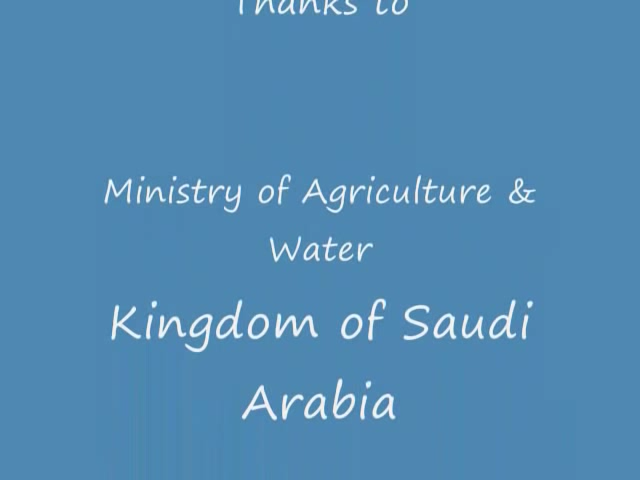 Thanks to
Ministry of Agriculture &
Water
Kingdom of Saudi
Arabia